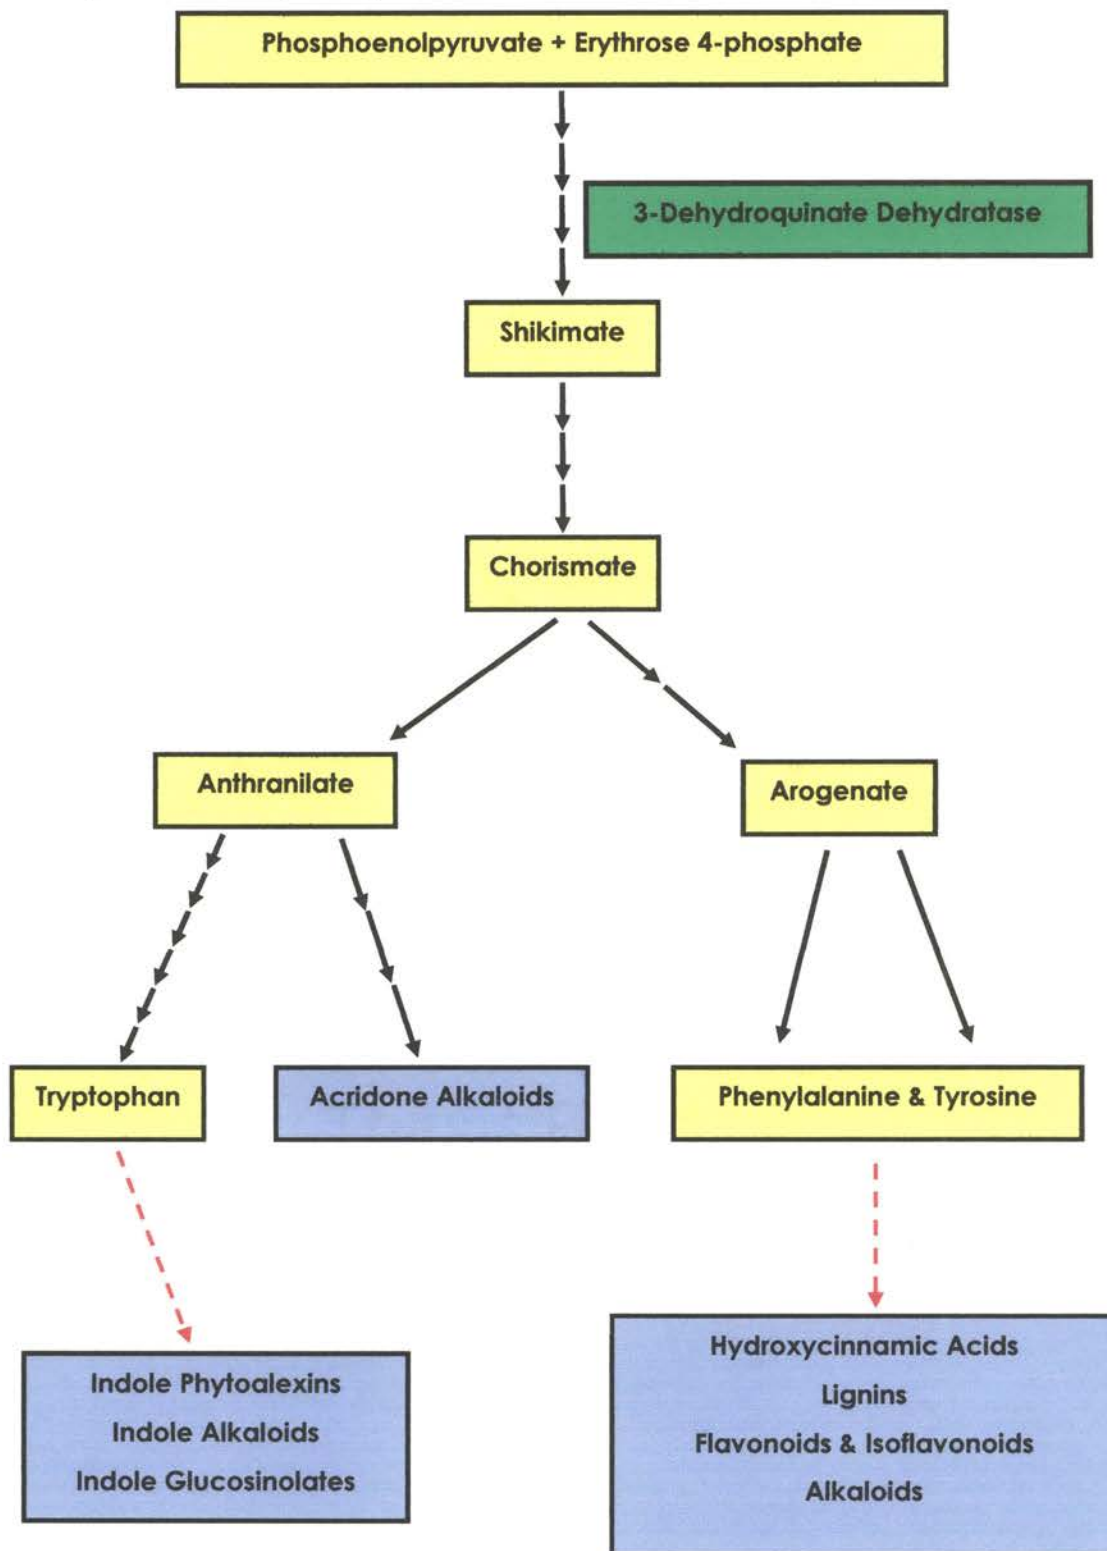 Phosphoenolpyruvate + Erythrose 4-phosphate
3-Dehydroquinate Dehydratase
Shikimate
Chorismate
Anthranilate
Arogenate
Tryptophan
Acridone Alkaloids
Phenylalanine & Tyrosine
Indole Phytoalexins
Indole Alkaloids
Indole Glucosinolates
Hydroxycinnamic Acids
Lignins
Flavonoids & Isoflavonoids
Alkaloids